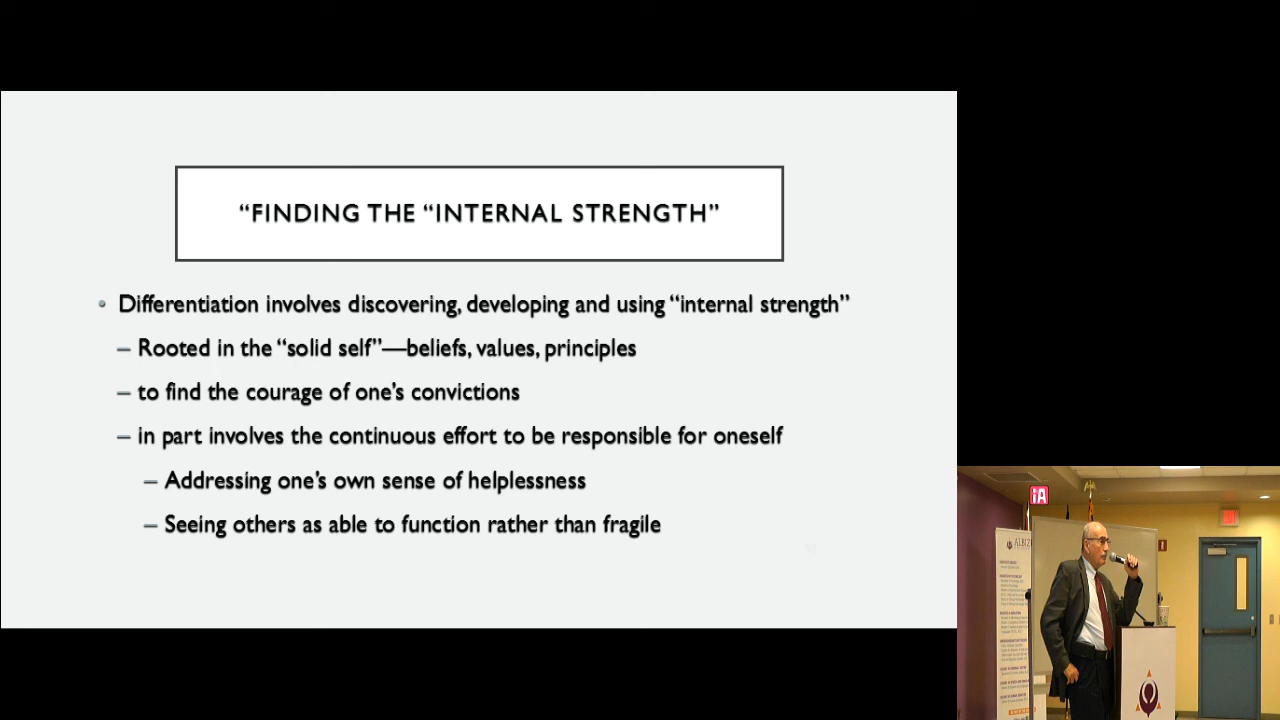 “FINDING THE “INTERNAL STRENGTH”
• Differentiation involves discovering, developing and using “internal strength”
– Rooted in the “solid self”—beliefs, values, principles
– to find the courage of one’s convictions
– in part involves the continuous effort to be responsible for oneself
– Addressing one’s own sense of helplessness
– Seeing others as able to function rather than fragile
iA